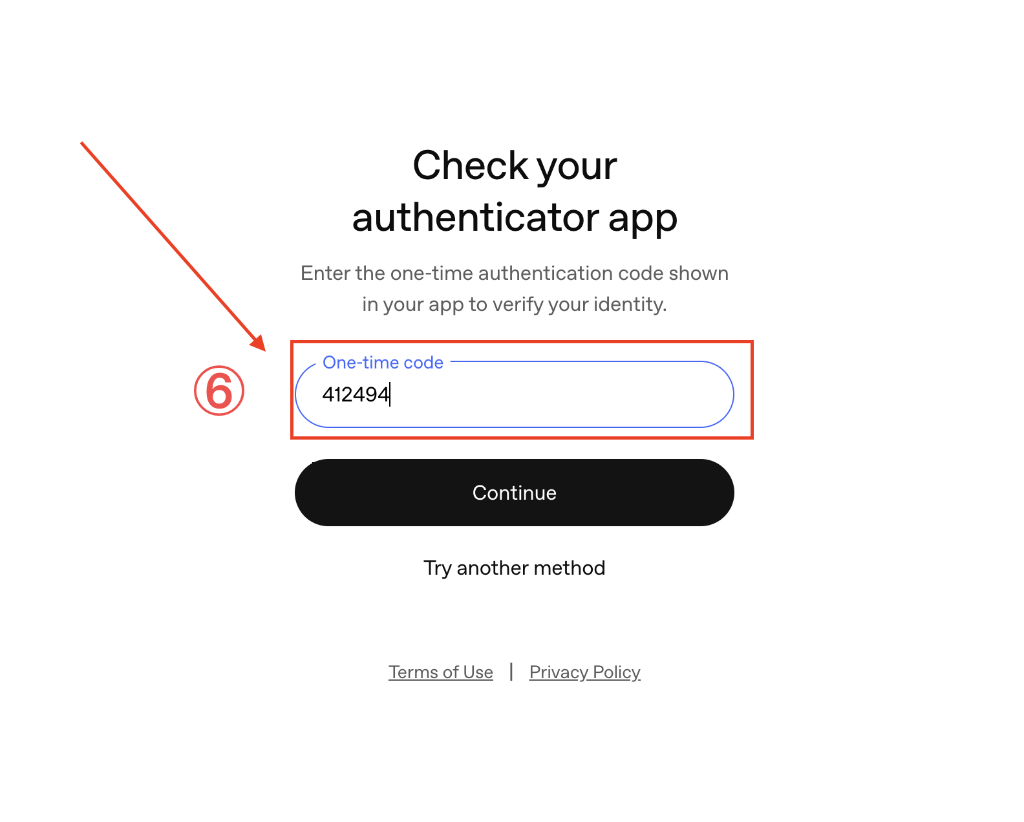 Check your
authenticator app
Enter the one-time authentication code shown
in your app to verify your identity.
One-time code
⑥
412494
Continue
Try another method
Terms of Use | Privacy Policy